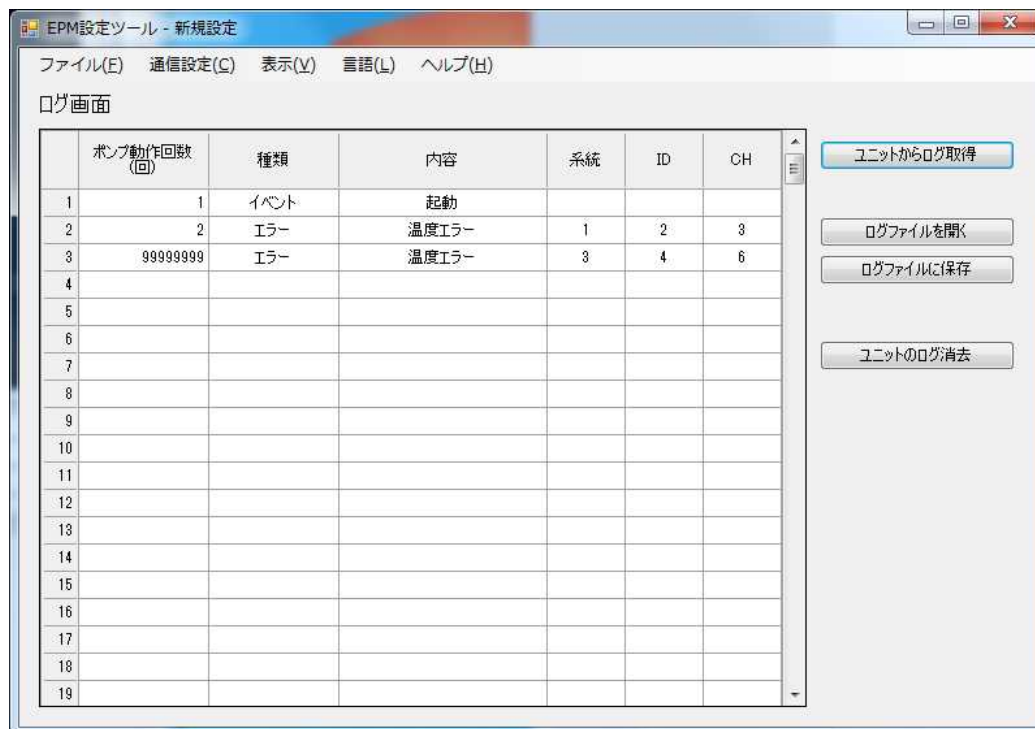 EPM設定ツール - 新規設定
ファイル(F) 通信設定(C) 表示(V) 言語(L) ヘルプ(H)
ログ画面
ポンプ動作回数(回) 種類 内容 系統 ID CH
1 1 イベント 起動
2 2 エラー 温度エラー 1 2 3
3 99999999 エラー 温度エラー 3 4 6
4
5
6
7
8
9
10
11
12
13
14
15
16
17
18
19
ユニットからログ取得
ログファイルを開く
ログファイルに保存
ユニットのログ消去